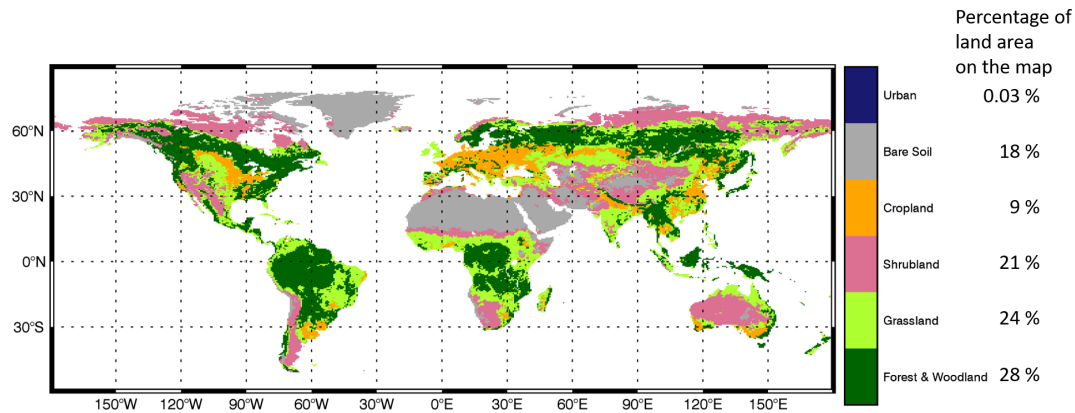 Percentage of
land area
on the map
60°N
30°N
0°N
30°S
150°W 120°W 90°W 60°W 30°W 0°E 30°E 60°E 90°E 120°E 150°E
Urban 0.03 %
Bare Soil 18 %
Cropland 9 %
Shrubland 21 %
Grassland 24 %
Forest & Woodland 28 %